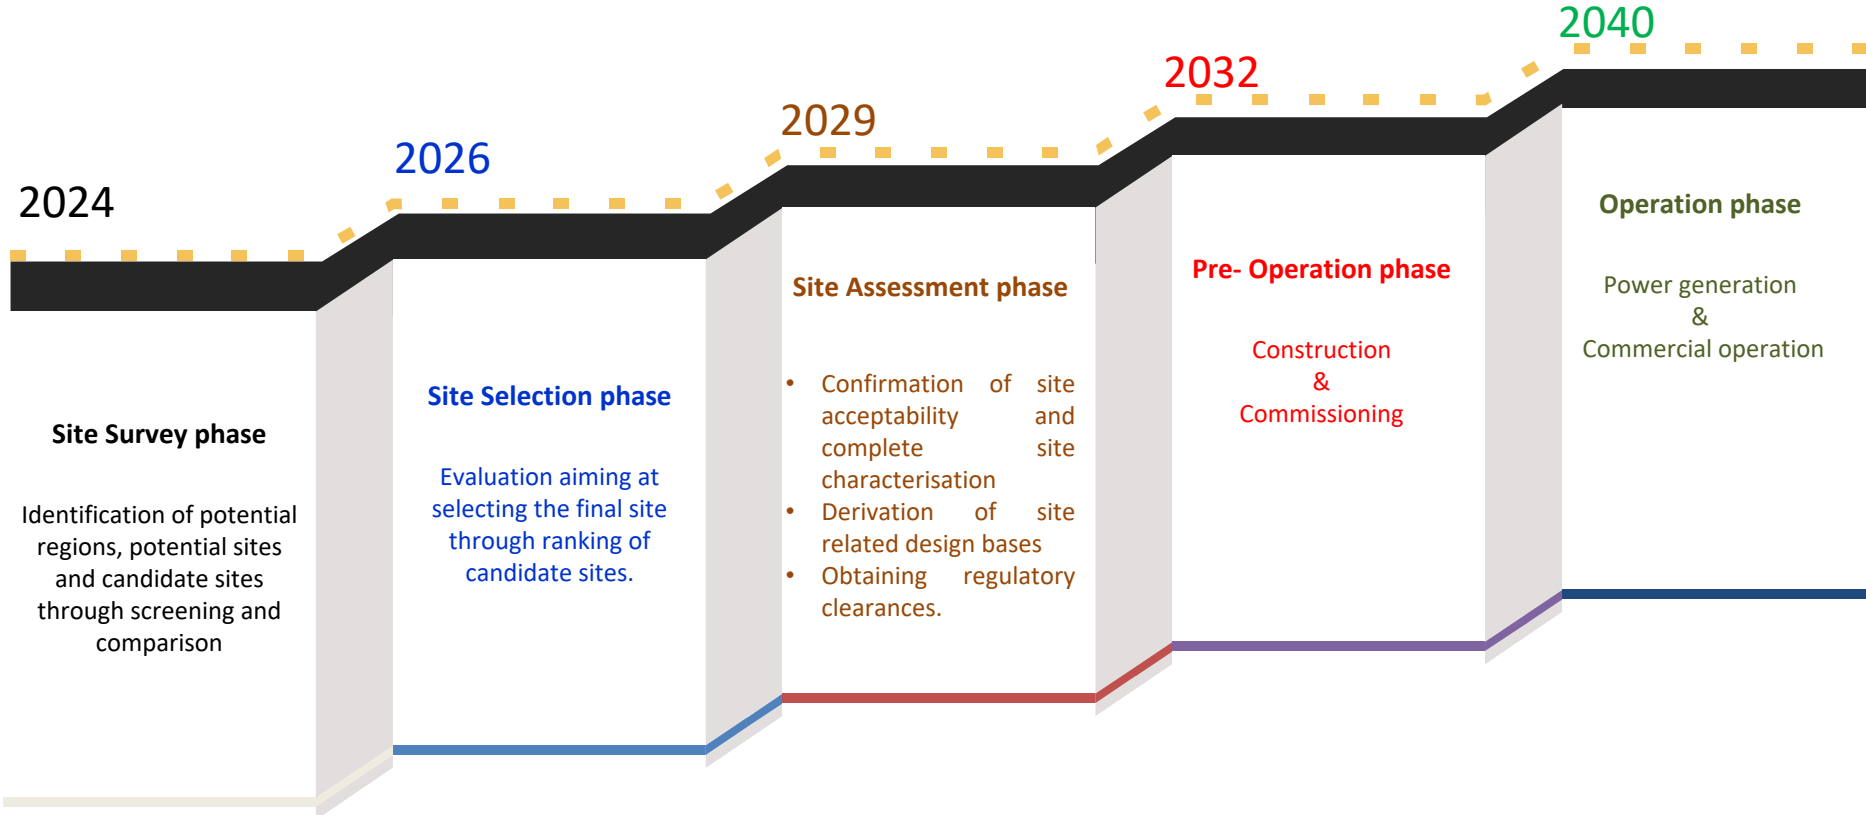 2024
Site Survey phase
Identification of potential
regions, potential sites
and candidate sites
through screening and
comparison
2026
Site Selection phase
Evaluation aiming at
selecting the final site
through ranking of
candidate sites.
2029
Site Assessment phase
• Confirmation of site
acceptability and
complete site
characterisation
• Derivation of site
related design bases
• Obtaining regulatory
clearances.
2032
Pre- Operation phase
Construction
&
Commissioning
2040
Operation phase
Power generation
&
Commercial operation